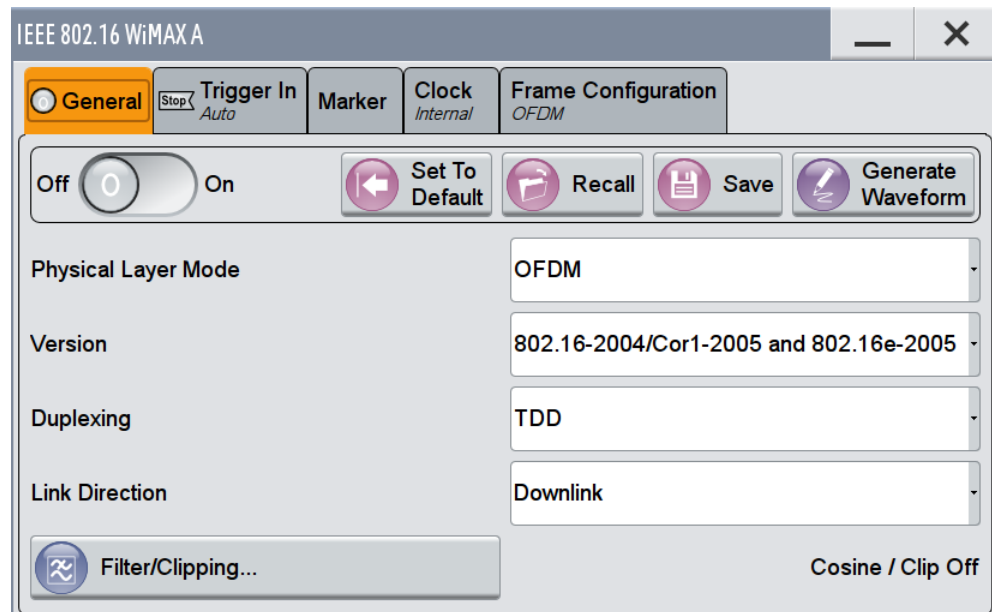 IEEE 802.16 WiMAX A
General
Stop
Trigger In
Auto
Marker
Clock
Internal
Frame Configuration
OFDM
Off
0
On
Set To
Default
Recall
Save
Generate
Waveform
Physical Layer Mode
OFDM
Version
802.16-2004/Cor1-2005 and 802.16e-2005
Duplexing
TDD
Link Direction
Downlink
Filter/Clipping...
Cosine / Clip Off